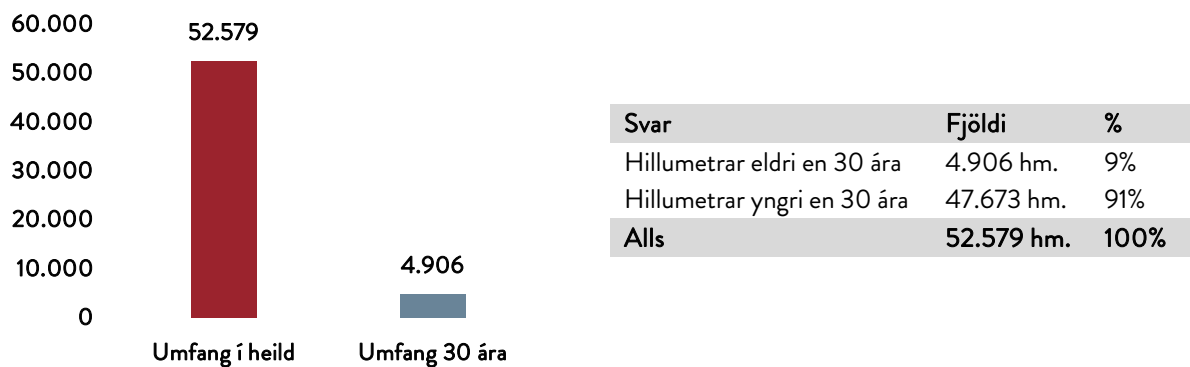 60.000
50.000
40.000
30.000
20.000
10.000
0
52.579
4.906
Umfang í heild
Umfang 30 ára
Svar Fjöldi %
Hillumetrar eldri en 30 ára 4.906 hm. 9%
Hillumetrar yngri en 30 ára 47.673 hm. 91%
Alls 52.579 hm. 100%